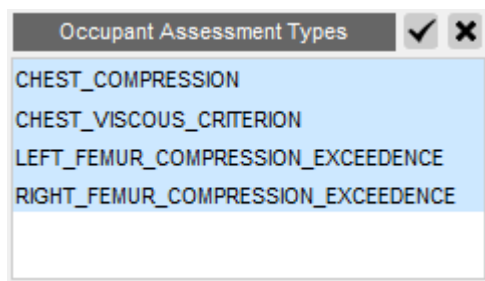 Occupant Assessment Types
CHEST_COMPRESSION
CHEST_VISCOUS_CRITERION
LEFT_FEMUR_COMPRESSION_EXCEEDENCE
RIGHT_FEMUR_COMPRESSION_EXCEEDENCE